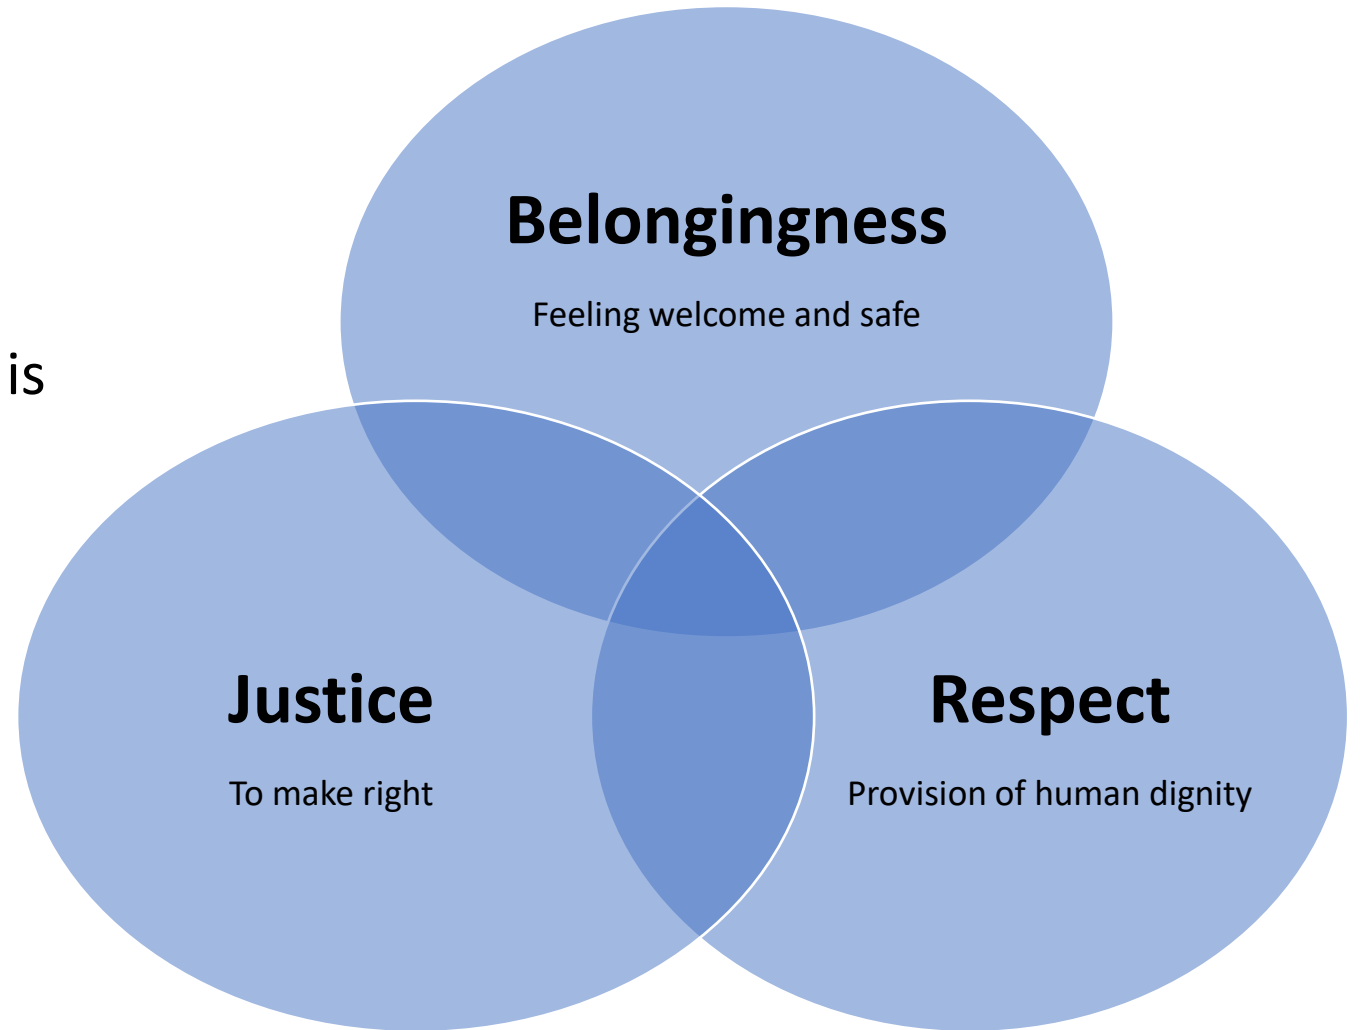 Belongingness
Feeling welcome and safe
is
Justice
To make right
Respect
Provision of human dignity